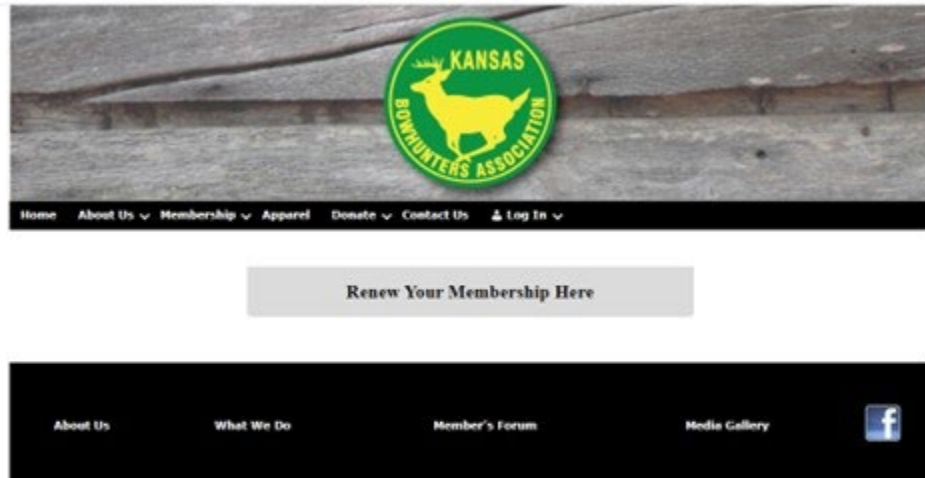 KANSAS
BOWHUNTERS ASSOCIATION
Home About Us Membership Apparel Donate Contact Us Log In
Renew Your Membership Here
About Us What We Do Member's Forum Media Gallery f